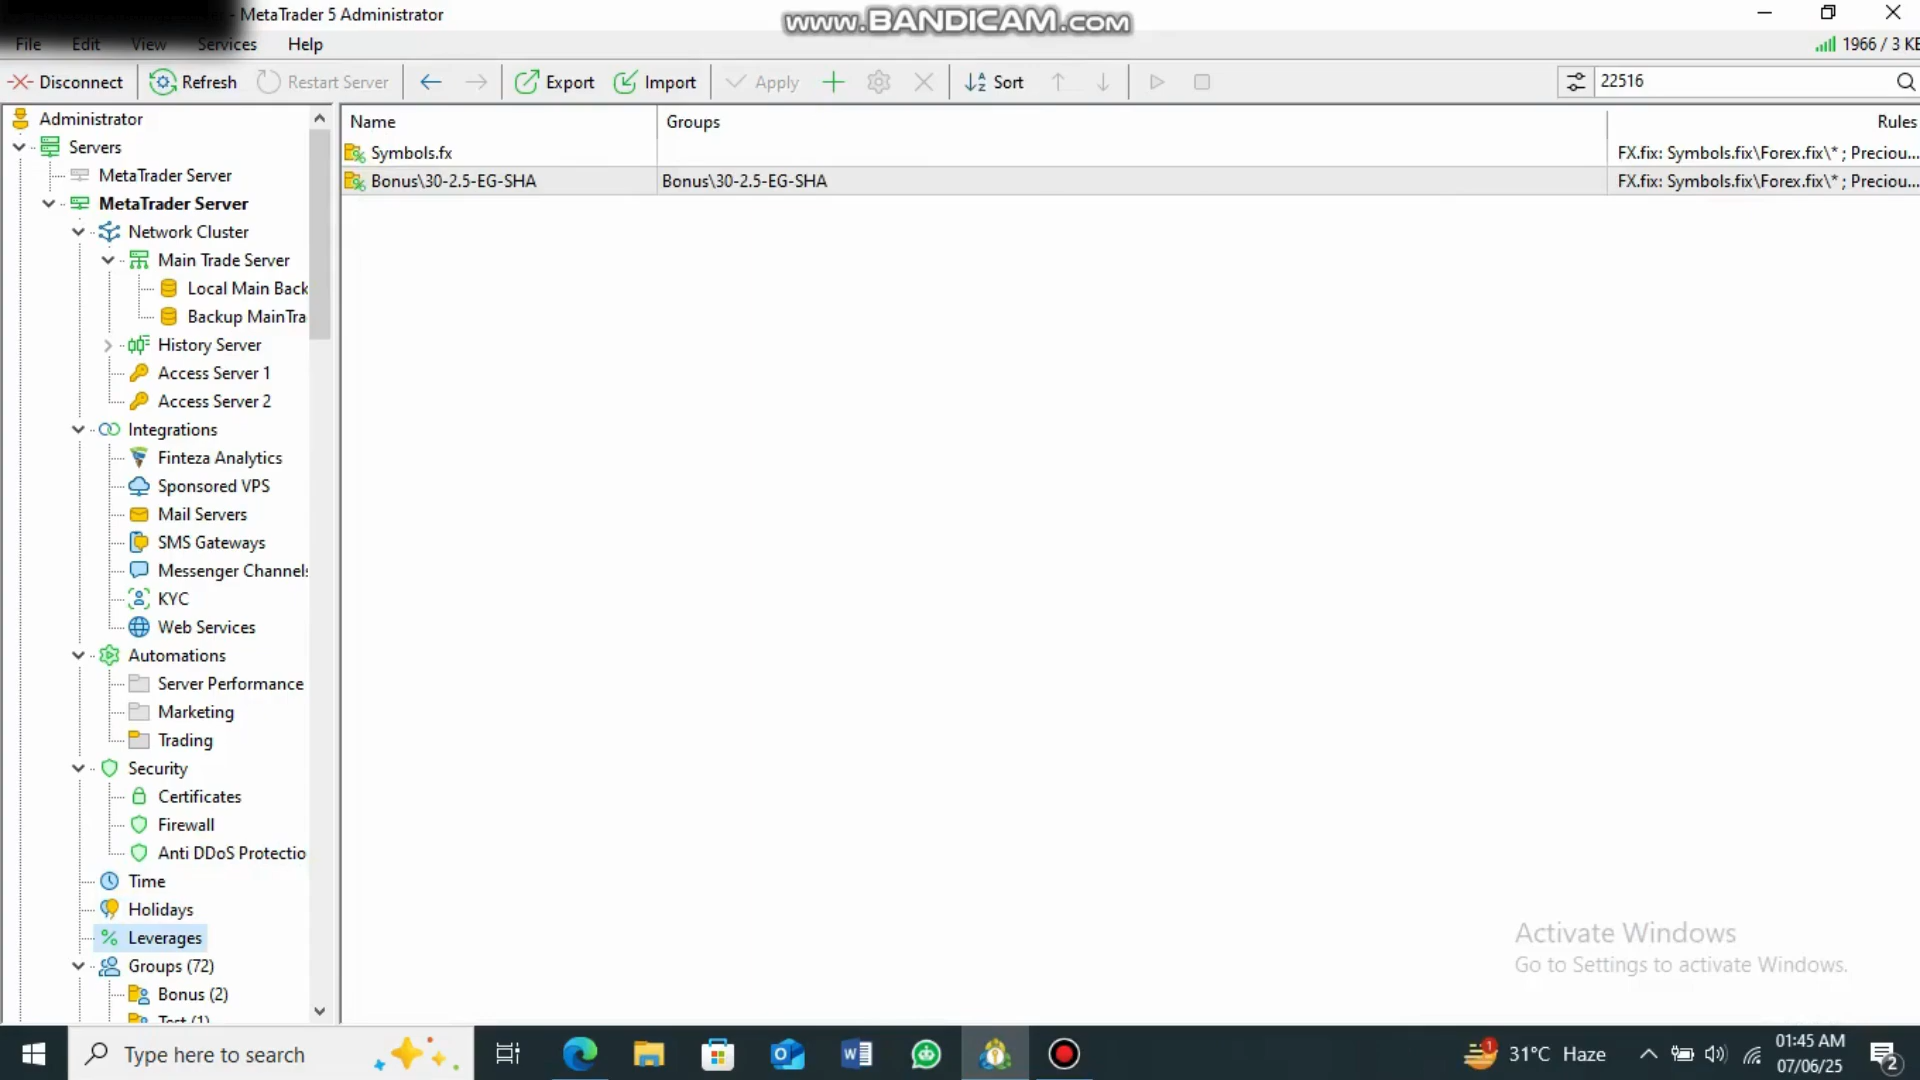 - MetaTrader 5 Administrator
www.BANDICAM.com
File Edit View Services Help
1966 / 3 KE
Disconnect Refresh Restart Server Export Import Apply Sort 22516
Administrator
Servers
MetaTrader Server
MetaTrader Server
Network Cluster
Main Trade Server
Local Main Back
Backup MainTra
History Server
Access Server 1
Access Server 2
Integrations
Finteza Analytics
Sponsored VPS
Mail Servers
SMS Gateways
Messenger Channels
KYC
Web Services
Automations
Server Performance
Marketing
Trading
Security
Certificates
Firewall
Anti DDoS Protectio
Time
Holidays
Leverages
Groups (72)
Bonus (2)
Test (1)
Name Groups Rules
Symbols.fx FX.fix: Symbols.fix\Forex.fix\* ; Preciou...
Bonus\30-2.5-EG-SHA Bonus\30-2.5-EG-SHA FX.fix: Symbols.fix\Forex.fix\* ; Preciou...
Activate Windows
Go to Settings to activate Windows.
Type here to search
1
31°C Haze
01:45 AM
07/06/25
2